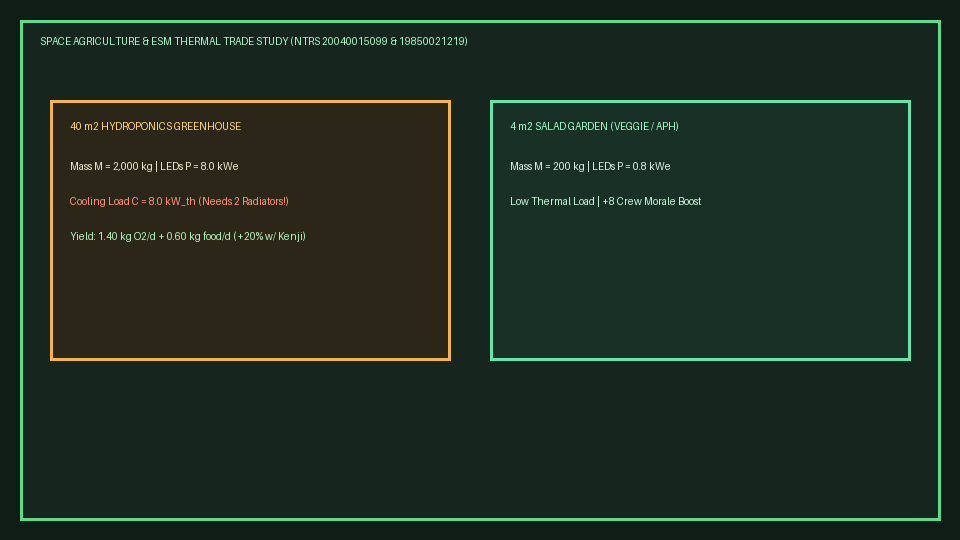 SPACE AGRICULTURE & ESM THERMAL TRADE STUDY (NTRS 20040015099 & 19850021219)
40 m2 HYDROPONICS GREENHOUSE
Mass M = 2,000 kg | LEDs P = 8.0 kWe
Cooling Load C = 8.0 kW_th (Needs 2 Radiators!)
Yield: 1.40 kg O2/d + 0.60 kg food/d (+20% w/ Kenji)
4 m2 SALAD GARDEN (VEGGIE / APH)
Mass M = 200 kg | LEDs P = 0.8 kWe
Low Thermal Load | +8 Crew Morale Boost